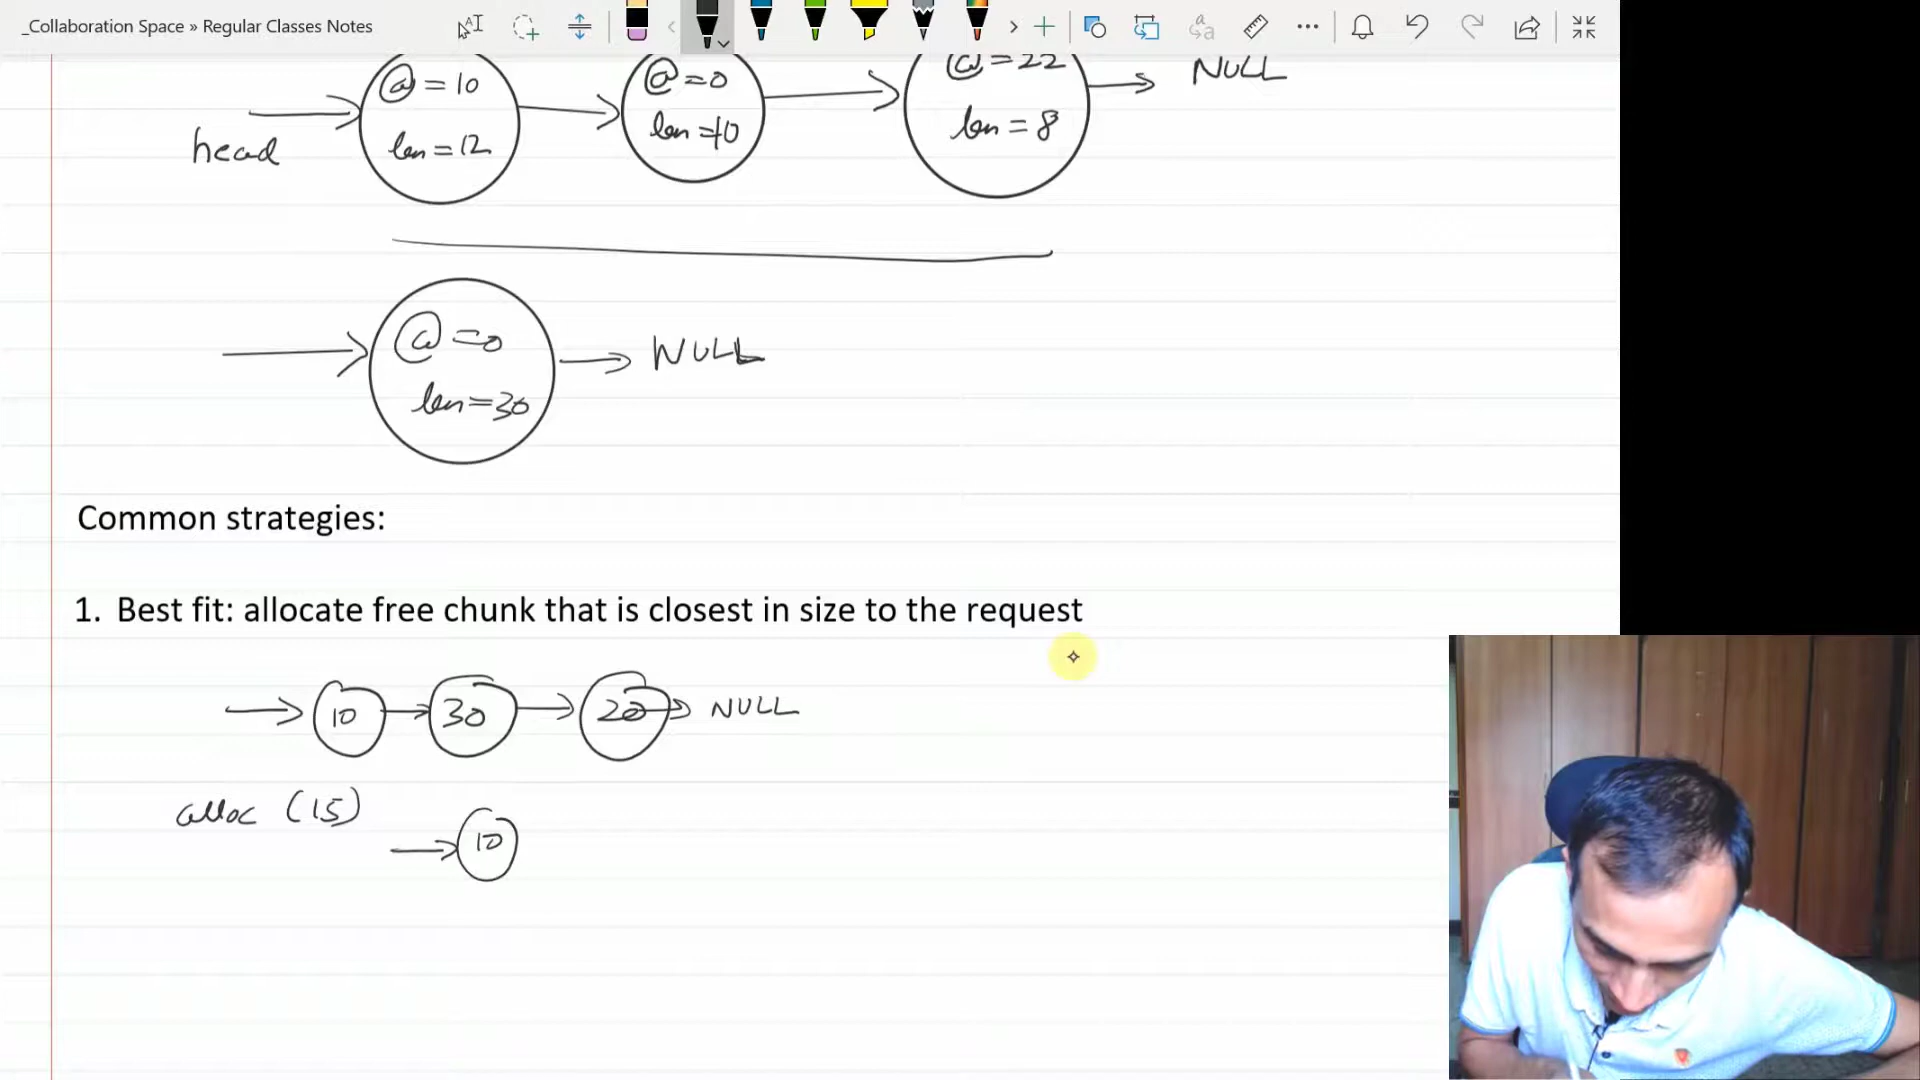 _Collaboration Space » Regular Classes Notes
head
@ = 10
len = 12
@ = 0
len = 10
@ = 22
len = 8
NULL
@ = 0
len = 30
NULL
Common strategies:
1. Best fit: allocate free chunk that is closest in size to the request
10 30 20 NULL
alloc (15)
10